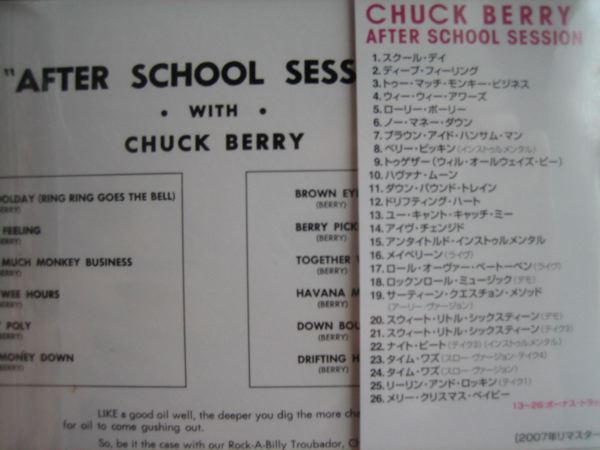 "AFTER SCHOOL SESS
• WITH •
CHUCK BERRY
OLDAY (RING RING GOES THE BELL)
(BERRY)
FEELING
(BERRY)
MUCH MONKEY BUSINESS
(BERRY)
WEE HOURS
(BERRY)
POLY
(BERRY)
MONEY DOWN
(BERRY)
BROWN EY
(BERRY)
BERRY PICK
(BERRY)
TOGETHER
(BERRY)
HAVANA M
(BERRY)
DOWN BOU
(BERRY)
DRIFTING H
(BERRY)
LIKE a good oil well, the deeper you dig the more cha
for oil to come gushing out.
So, be it the case with our Rock-A-Billy Troubador, Ch
CHUCK BERRY
AFTER SCHOOL SESSION
1. スクール・デイ
2. ディープ・フィーリング
3. トゥー・マッチ・モンキー・ビジネス
4. ウィー・ウィー・アワーズ
5. ローリー・ポーリー
6. ノー・マネー・ダウン
7. ブラウン・アイド・ハンサム・マン
8. ベリー・ピッキン(インストゥルメンタル)
9. トゥゲザー(ウィル・オールウェイズ・ビー)
10. ハヴァナ・ムーン
11. ダウン・バウンド・トレイン
12. ドリフティング・ハート
13. ユー・キャント・キャッチ・ミー
14. アイヴ・チェンジド
15. アンタイトルド・インストゥルメンタル
16. メイベリーン(ライヴ)
17. ロール・オーヴァー・ベートーベン(ライヴ)
18. ロックンロール・ミュージック(デモ)
19. サーティーン・クエスチョン・メソッド
(アーリー ヴァージョン)
20. スウィート・リトル・シックスティーン(デモ)
21. スウィート・リトル・シックスティーン(テイク3)
22. ナイト・ビート(テイク3)(インストゥルメンタル)
23. タイム・ワズ(スロー ヴァージョン・テイク4)
24. タイム・ワズ(スロー ヴァージョン)
25. リーリン・アンド・ロッキン(テイク1)
26. メリー・クリスマス・ベイビー
13~26:ボーナス・トラッ
[2007年リマスター